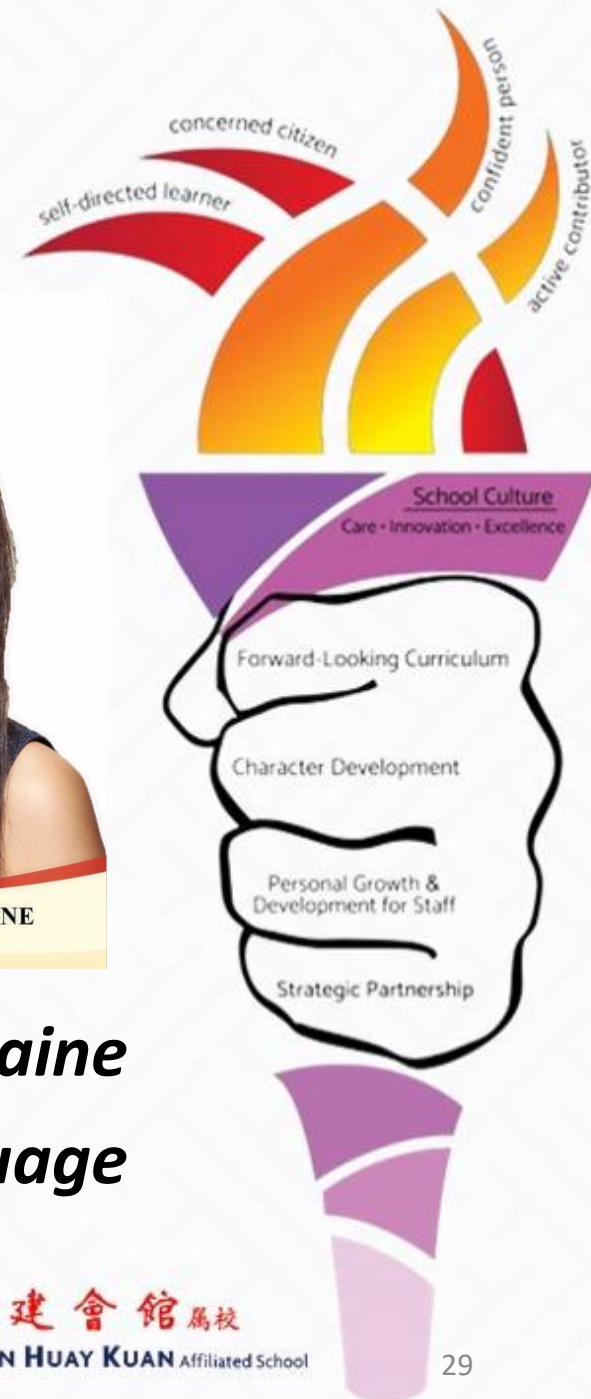 concerned citizen
self-directed learner
confident person
active contributor
School Culture
Care • Innovation • Excellence
Forward-Looking Curriculum
Character Development
Personal Growth &
Development for Staff
Strategic Partnership
NE
aine
uage
建 會 館 属校
N HUAY KUAN Affiliated School
29